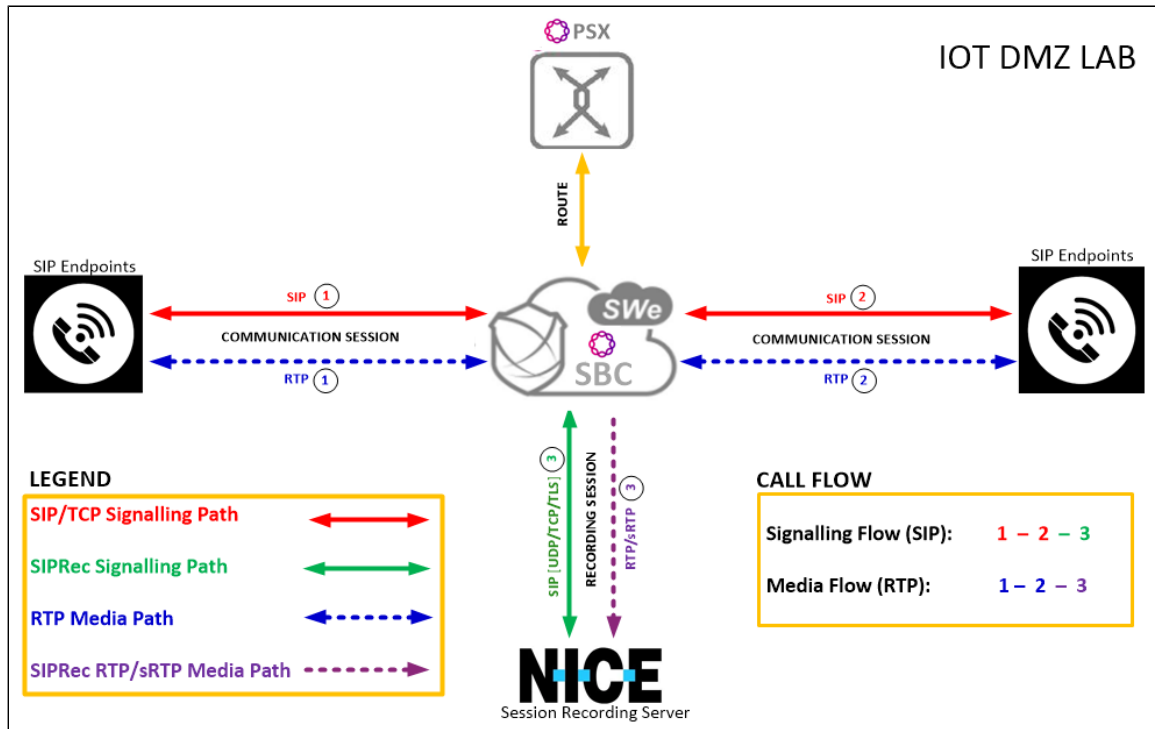 PSX
IOT DMZ LAB
ROUTE
SIP Endpoints
SIP Endpoints
SIP 1
SIP 2
SWe
COMMUNICATION SESSION
COMMUNICATION SESSION
SBC
RTP 1
RTP 2
SIP [UDP/TCP/TLS] 3
RECORDING SESSION
RTP/sRTP 3
LEGEND
SIP/TCP Signalling Path
SIPRec Signalling Path
RTP Media Path
SIPRec RTP/sRTP Media Path
CALL FLOW
Signalling Flow (SIP): 1 – 2 – 3
Media Flow (RTP): 1 – 2 – 3
NICE
Session Recording Server